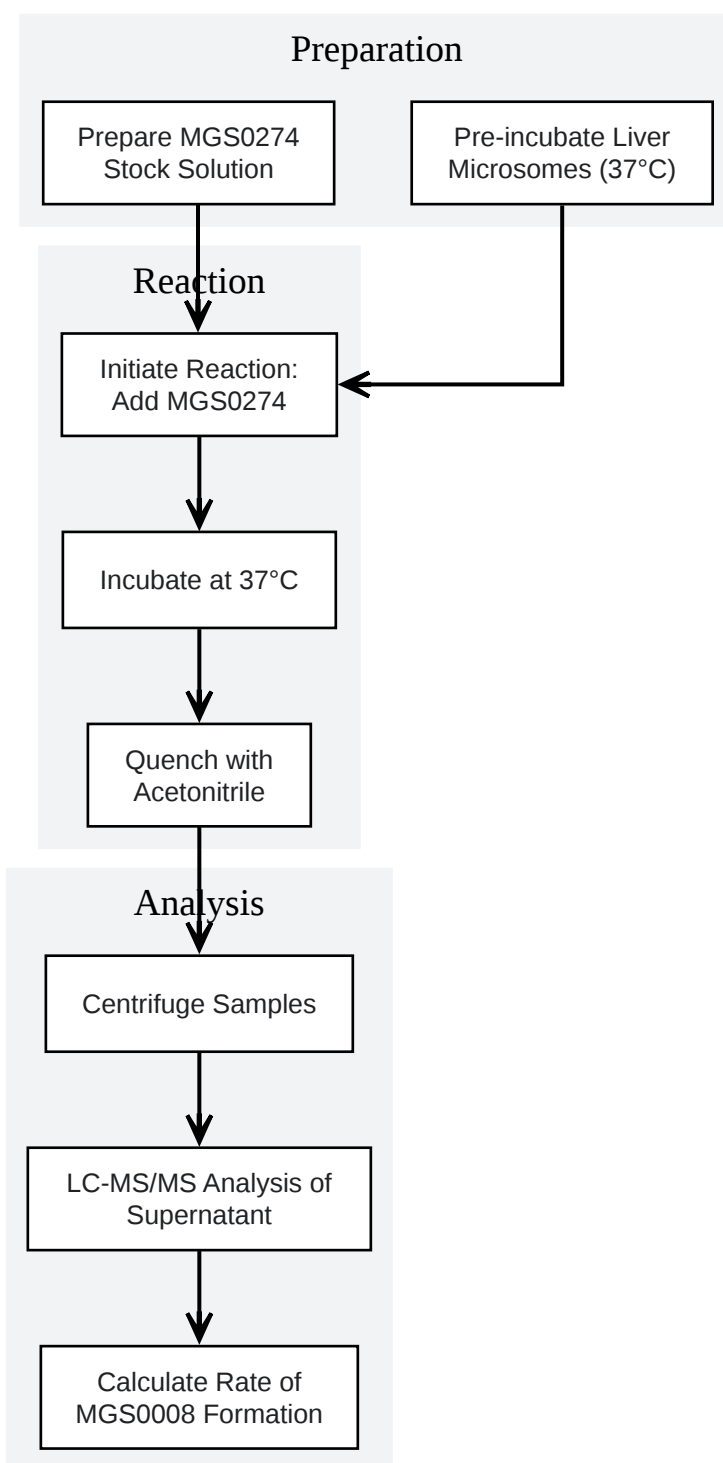 Preparation
Prepare MGS0274
Stock Solution
Pre-incubate Liver
Microsomes (37°C)
Reaction
Initiate Reaction:
Add MGS0274
Incubate at 37°C
Quench with
Acetonitrile
Analysis
Centrifuge Samples
LC-MS/MS Analysis of
Supernatant
Calculate Rate of
MGS0008 Formation